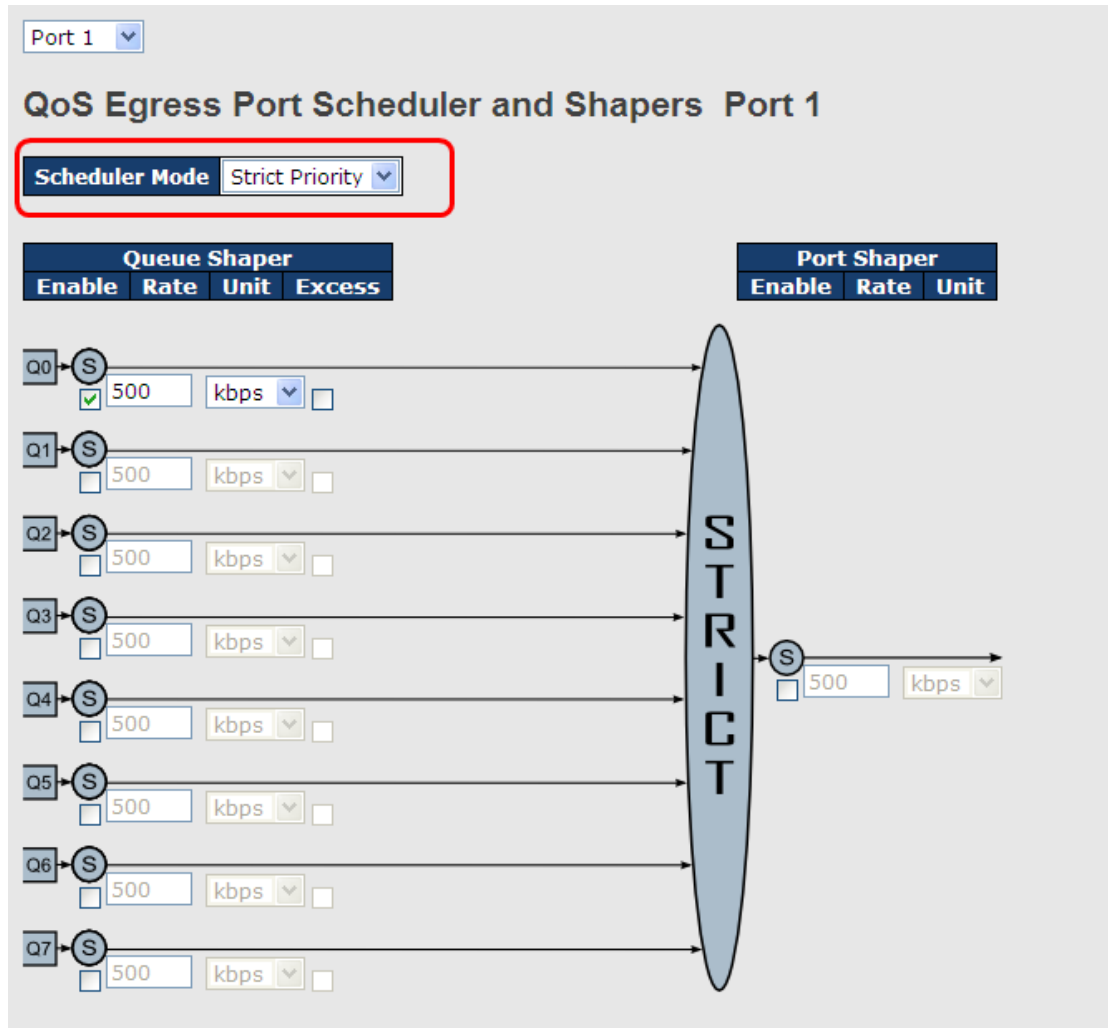 Port 1
QoS Egress Port Scheduler and Shapers Port 1
Scheduler Mode Strict Priority
Queue Shaper
Enable Rate Unit Excess
Port Shaper
Enable Rate Unit
Q0 S
500 kbps
Q1 S
500 kbps
Q2 S
500 kbps
Q3 S
500 kbps
Q4 S
500 kbps
Q5 S
500 kbps
Q6 S
500 kbps
Q7 S
500 kbps
STRICT
S
500 kbps